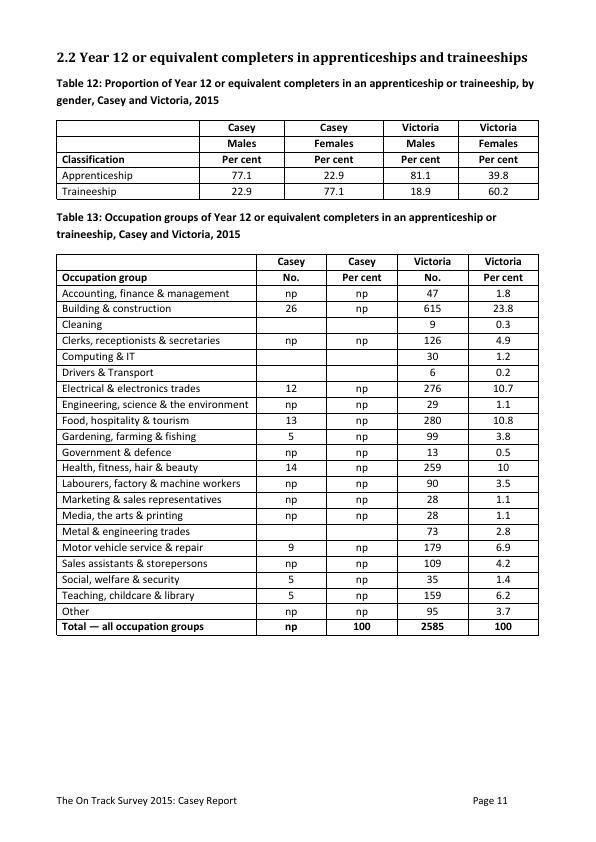 2.2 Year 12 or equivalent completers in apprenticeships and traineeships
Table 12: Proportion of Year 12 or equivalent completers in an apprenticeship or traineeship, by
gender, Casey and Victoria, 2015
Casey Casey Victoria Victoria
Males Females Males Females
Classification Per cent Per cent Per cent Per cent
Apprenticeship 77.1 22.9 81.1 39.8
Traineeship 22.9 77.1 18.9 60.2
Table 13: Occupation groups of Year 12 or equivalent completers in an apprenticeship or
traineeship, Casey and Victoria, 2015
Casey Casey Victoria Victoria
Occupation group No. Per cent No. Per cent
Accounting, finance & management np np 47 1.8
Building & construction 26 np 615 23.8
Cleaning 9 0.3
Clerks, receptionists & secretaries np np 126 4.9
Computing & IT 30 1.2
Drivers & Transport 6 0.2
Electrical & electronics trades 12 np 276 10.7
Engineering, science & the environment np np 29 1.1
Food, hospitality & tourism 13 np 280 10.8
Gardening, farming & fishing 5 np 99 3.8
Government & defence np np 13 0.5
Health, fitness, hair & beauty 14 np 259 10
Labourers, factory & machine workers np np 90 3.5
Marketing & sales representatives np np 28 1.1
Media, the arts & printing np np 28 1.1
Metal & engineering trades 73 2.8
Motor vehicle service & repair 9 np 179 6.9
Sales assistants & storepersons np np 109 4.2
Social, welfare & security 5 np 35 1.4
Teaching, childcare & library 5 np 159 6.2
Other np np 95 3.7
Total — all occupation groups np 100 2585 100
The On Track Survey 2015: Casey Report Page 11